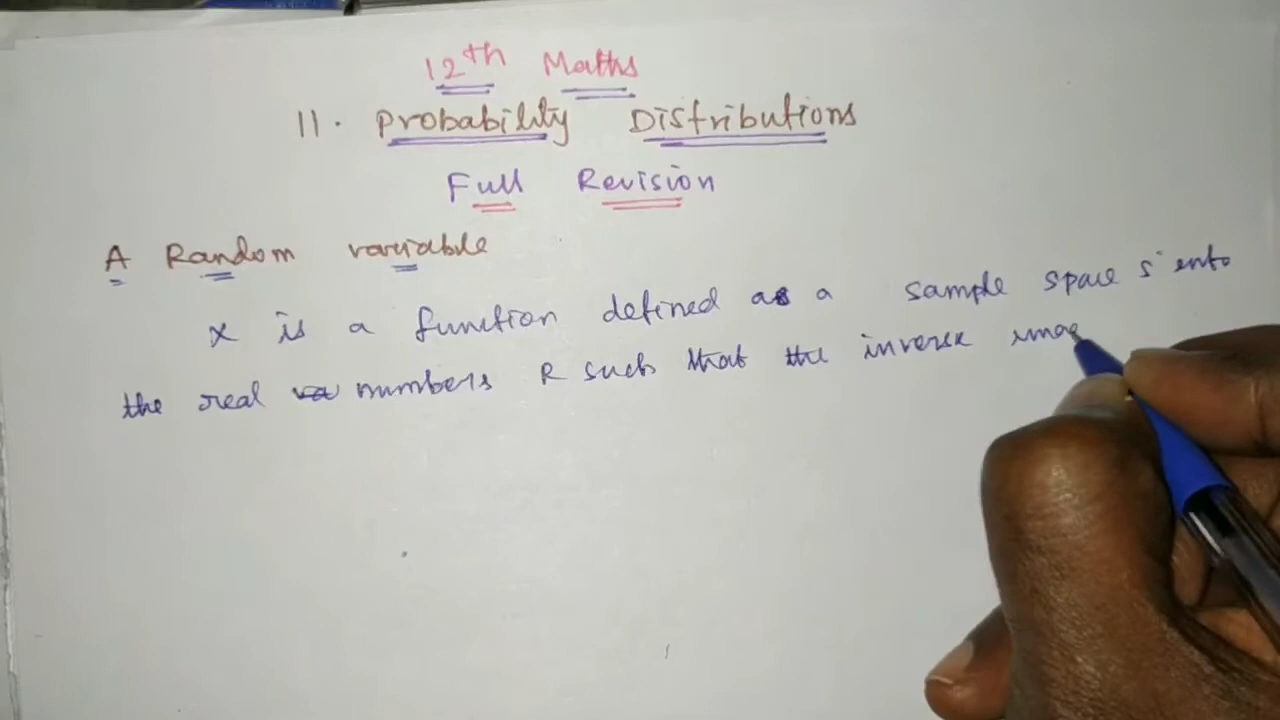 12th Maths
11. Probability Distributions
Full Revision
A Random variable
X is a function defined as a sample space S into
the real numbers R such that the inverse imag